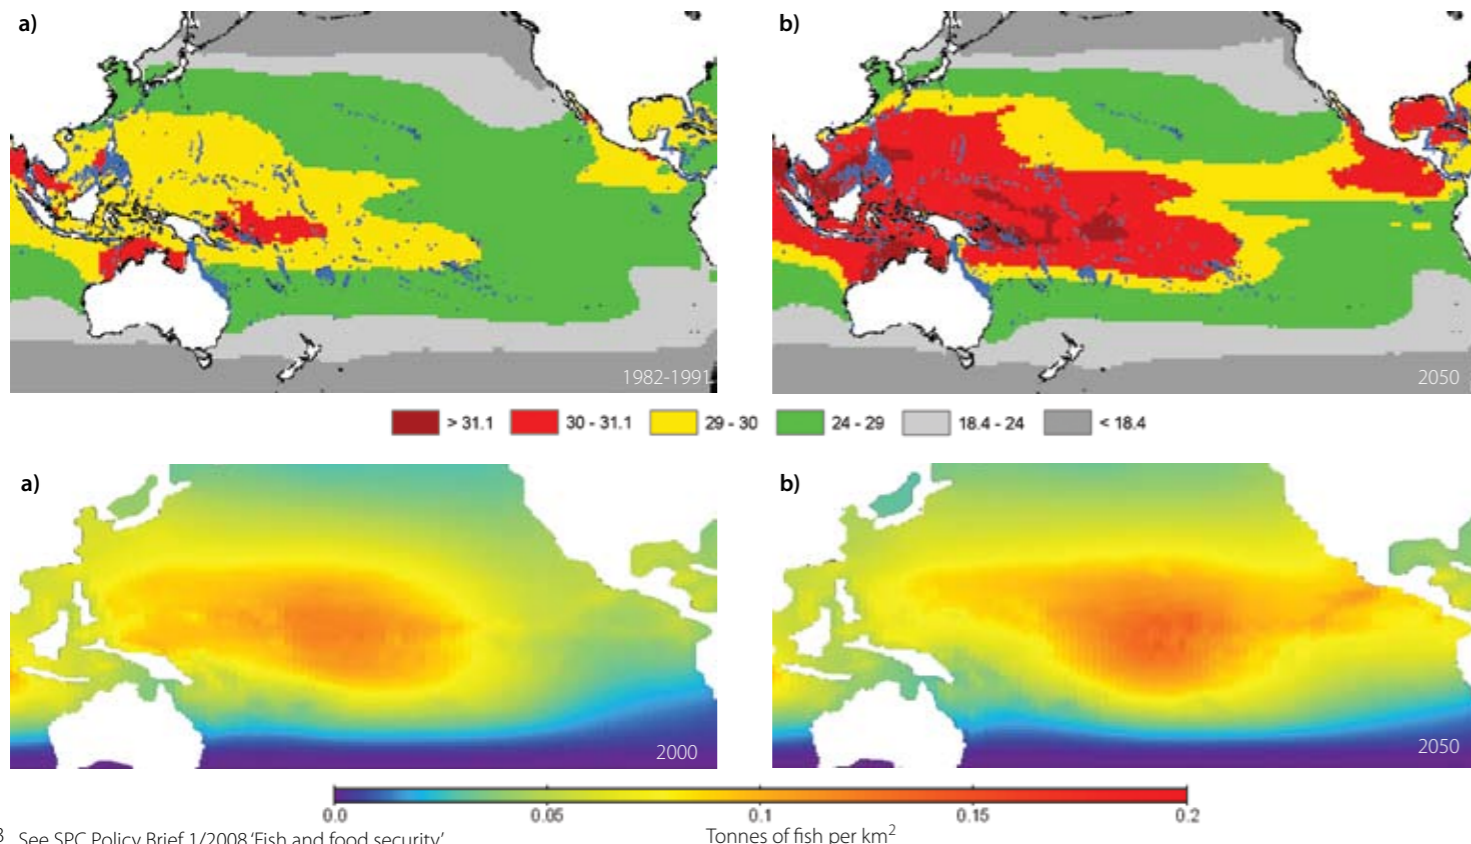 a)
b)
1982-1991
2050
> 31.1
30 - 31.1
29 - 30
24 - 29
18.4 - 24
< 18.4
a)
b)
2000
2050
0.0
0.05
0.1
0.15
0.2
Tonnes of fish per km2
See SPC Policy Brief 1/2008 'Fish and food security'